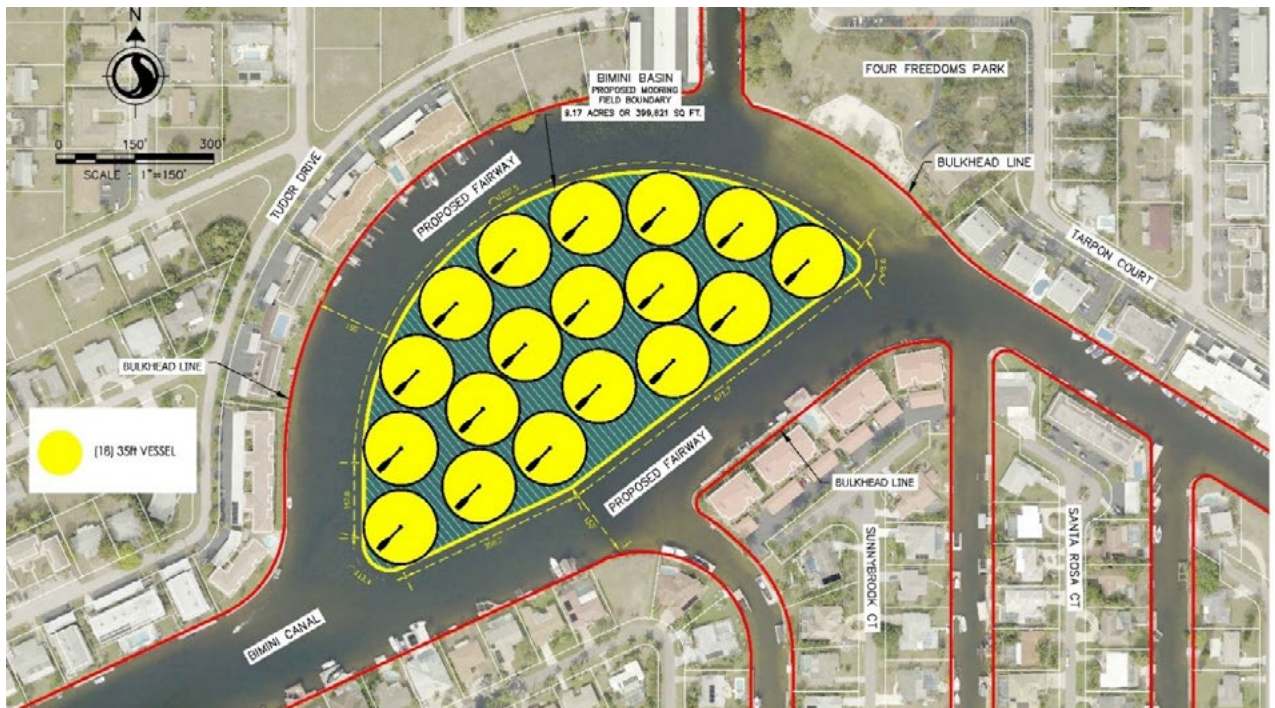 N
0 150' 300'
SCALE : 1"=150'
TUDOR DRIVE
BIMINI BASIN
PROPOSED MOORING
FIELD BOUNDARY
9.17 ACRES OR 399,621 SQ FT.
FOUR FREEDOMS PARK
BULKHEAD LINE
PROPOSED FAIRWAY
TARPON COURT
BULKHEAD LINE
(18) 35ft VESSEL
PROPOSED FAIRWAY
BULKHEAD LINE
BIMINI CANAL
SUNNYBROOK CT
SANTA ROSA CT